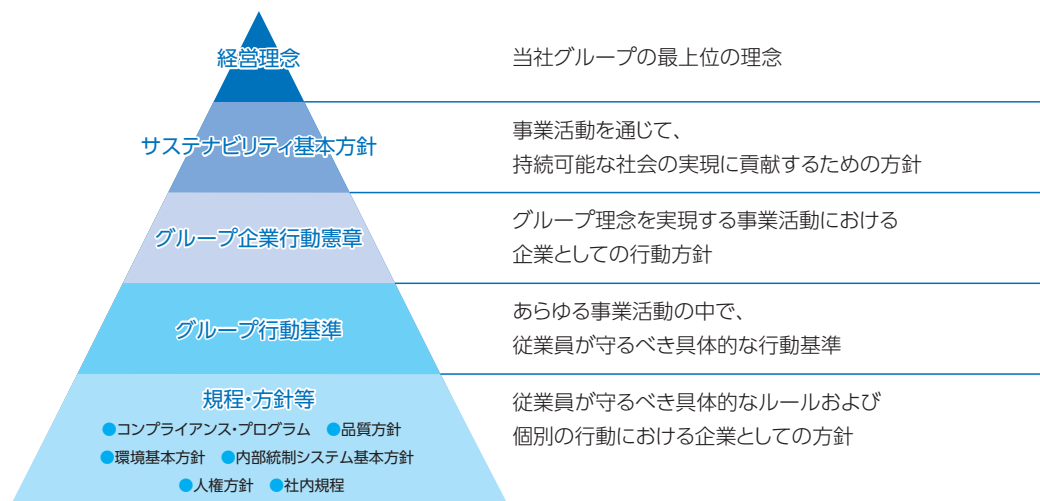 経営理念
当社グループの最上位の理念
サステナビリティ基本方針
事業活動を通じて、
持続可能な社会の実現に貢献するための方針
グループ企業行動憲章
グループ理念を実現する事業活動における
企業としての行動方針
グループ行動基準
あらゆる事業活動の中で、
従業員が守るべき具体的な行動基準
規程・方針等
●コンプライアンス・プログラム ●品質方針
●環境基本方針 ●内部統制システム基本方針
●人権方針 ●社内規程
従業員が守るべき具体的なルールおよび
個別の行動における企業としての方針